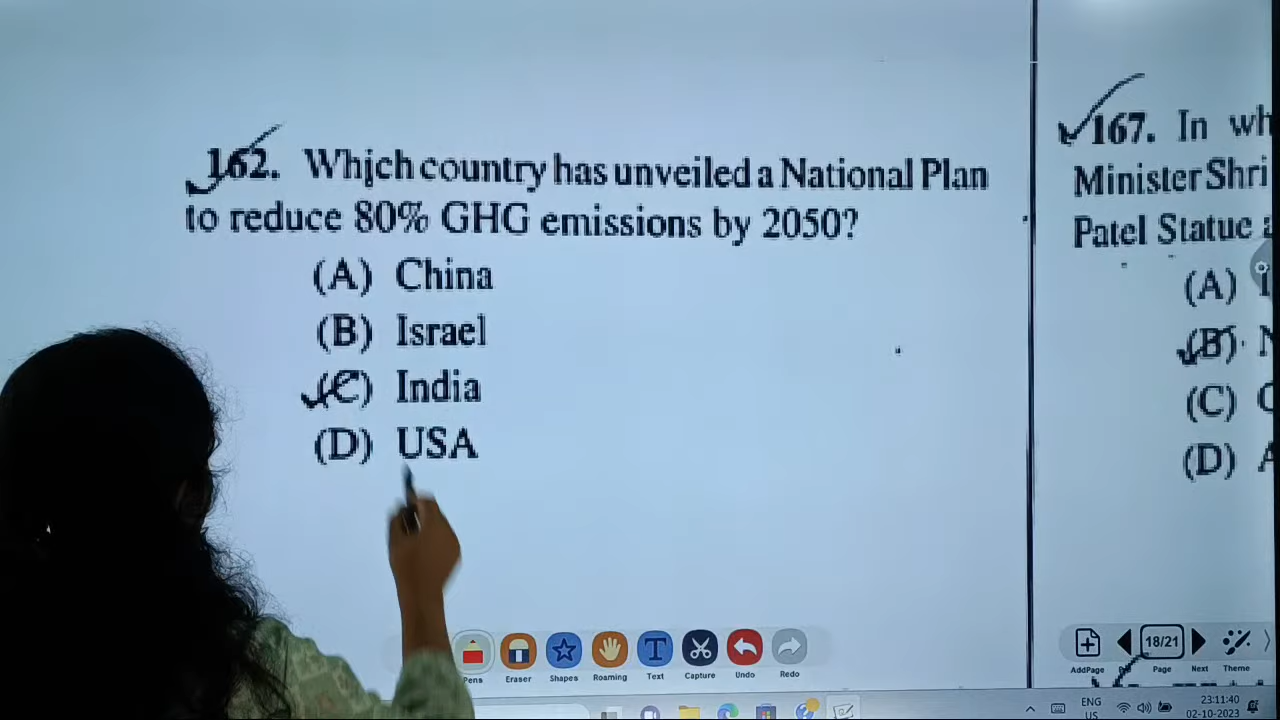 162. Which country has unveiled a National Plan
to reduce 80% GHG emissions by 2050?
(A) China
(B) Israel
(C) India
(D) USA
167. In wh
Minister Shri
Patel Statue a
(A) I
(B) N
(C) C
(D) A
Pens
Eraser
Shapes
Roaming
Text
Capture
Undo
Redo
AddPage
18/21
Page
Next
Theme
ENG
US
23:11:40
02-10-2023